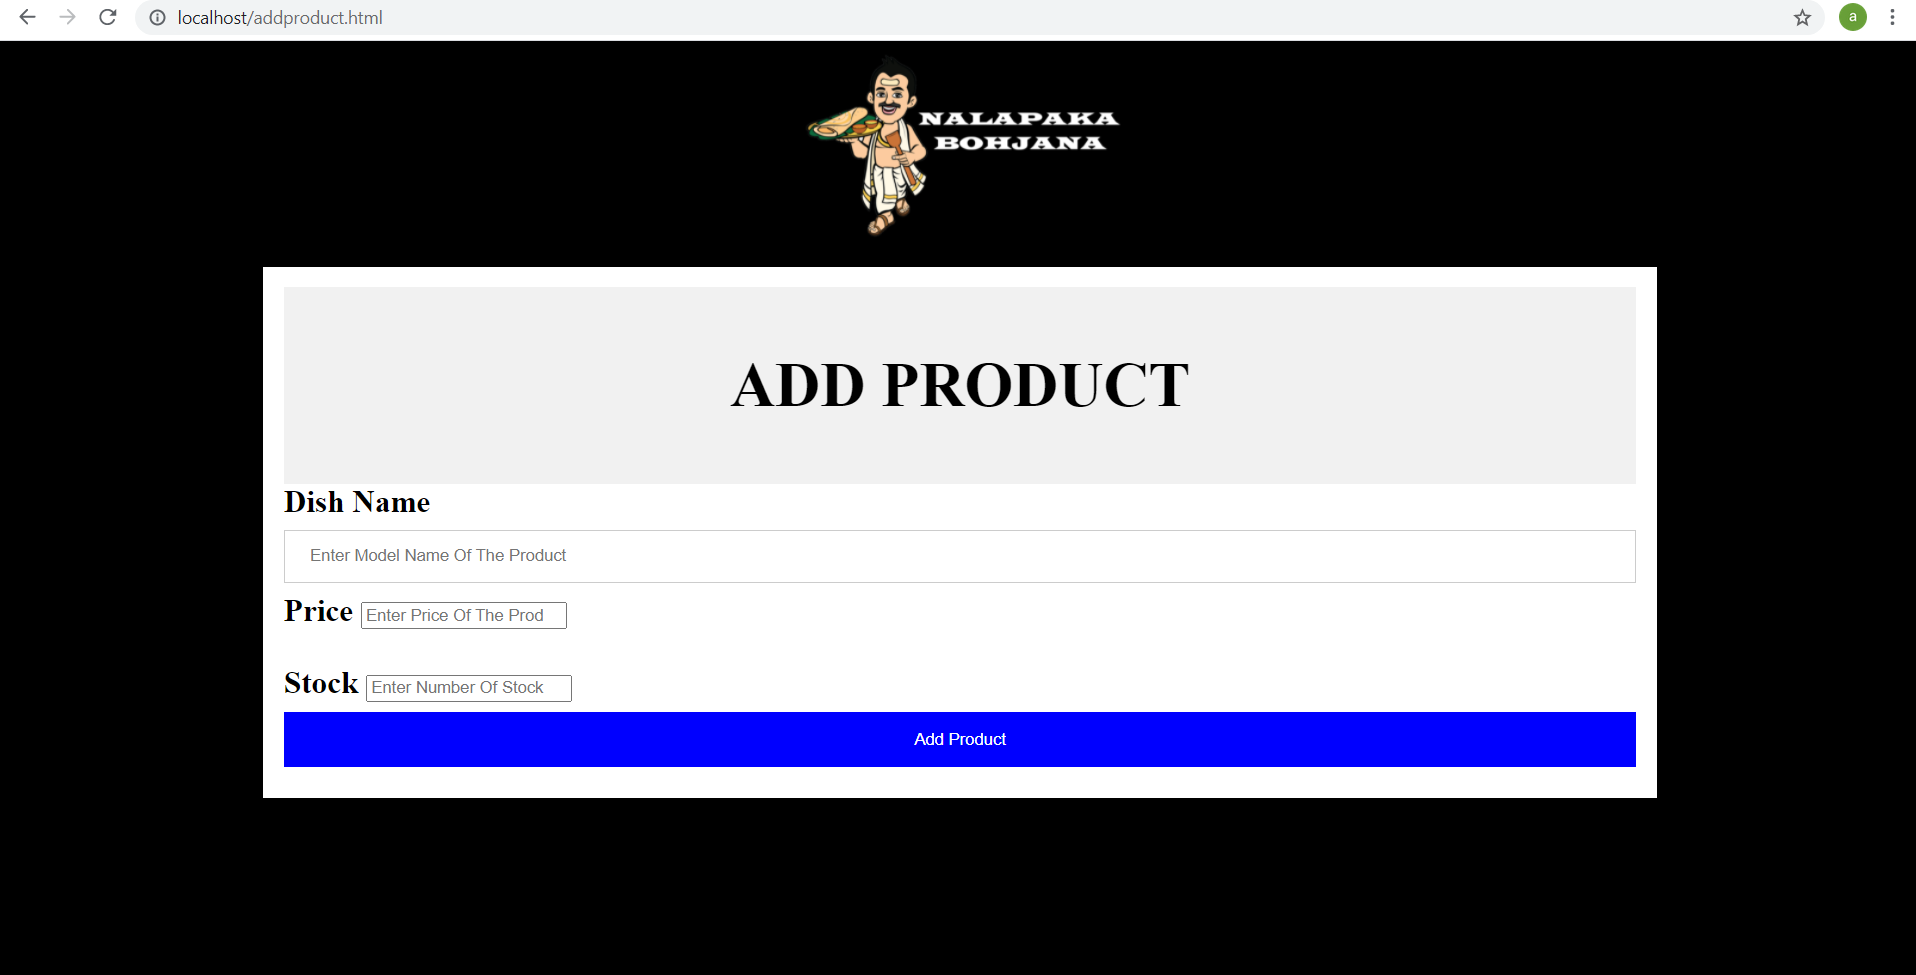 localhost/addproduct.html
a
NALAPAKA
BOHJANA
ADD PRODUCT
Dish Name
Enter Model Name Of The Product
Price Enter Price Of The Prod
Stock Enter Number Of Stock
Add Product